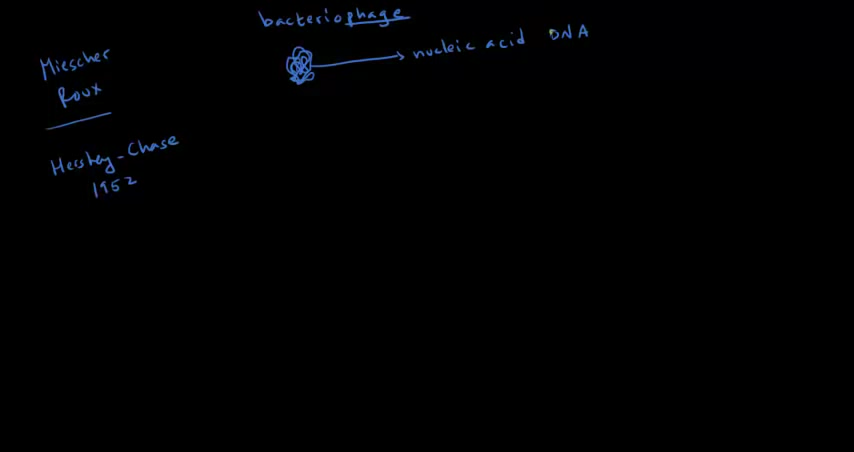 bacteriophage
nucleic acid DNA
Miescher
Roux
Hershey-Chase
1952